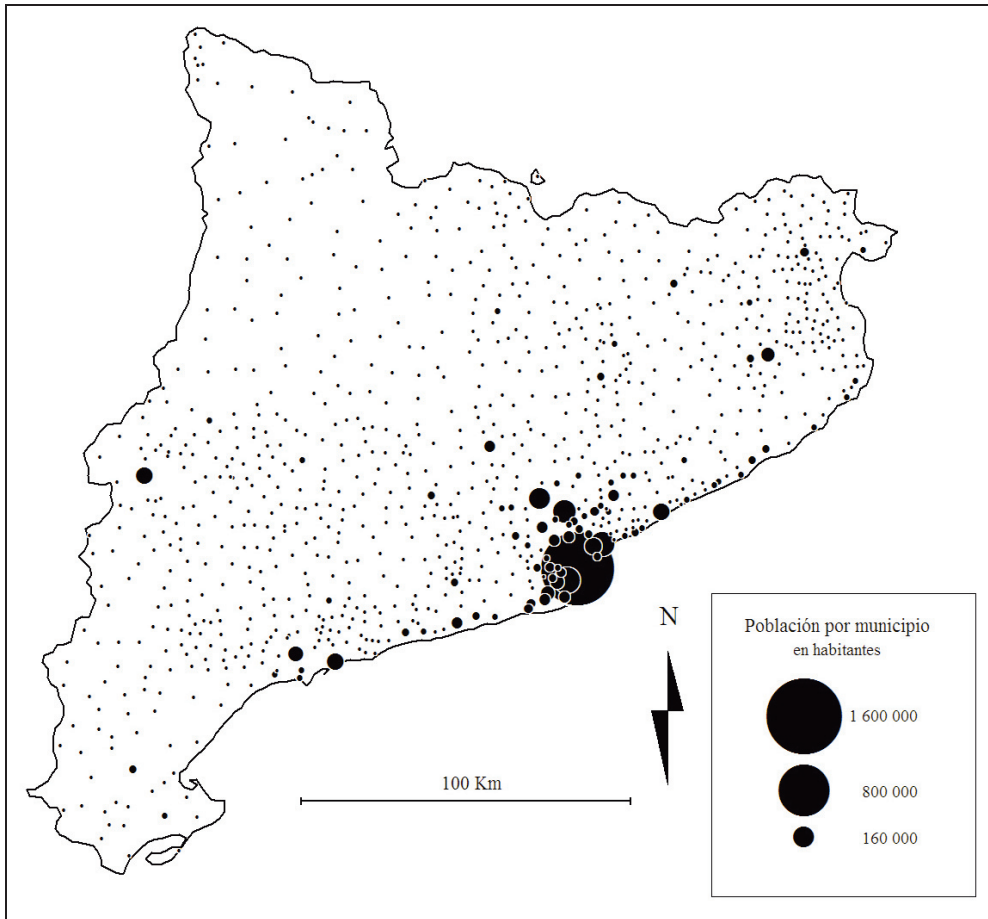 N
100 Km
Población por municipio
en habitantes
1 600 000
800 000
160 000